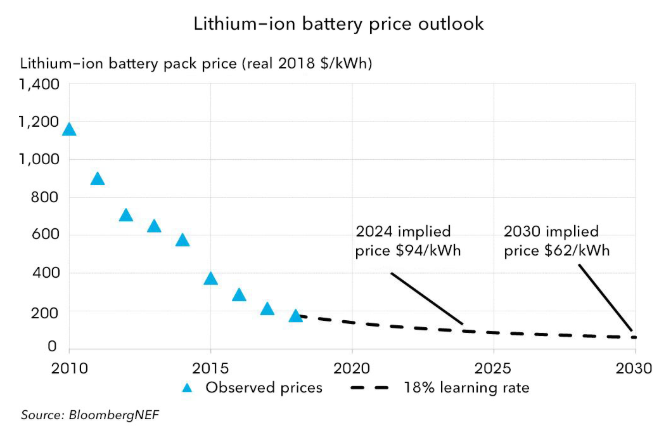 Lithium-ion battery price outlook
Lithium-ion battery pack price (real 2018 $/kWh)
1,400
1,200
1,000
800
600
400
200
0
2024 implied
price $94/kWh
2030 implied
price $62/kWh
2010
2015
2020
2025
2030
Observed prices
18% learning rate
Source: BloombergNEF